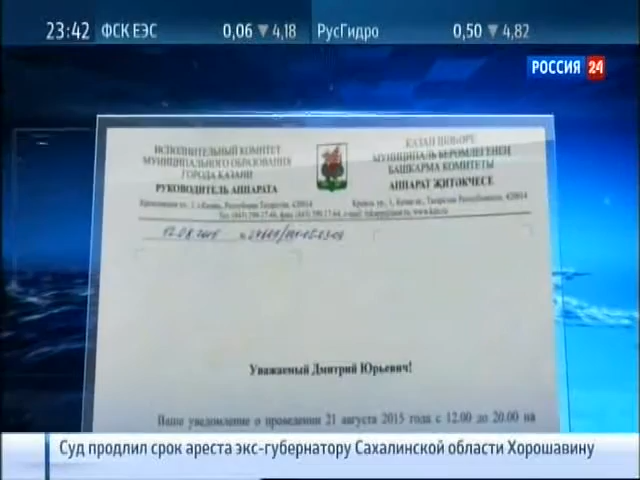 23:42 ФСК ЕЭС 0,06 ▼ 4,18 РусГидро 0,50 ▼ 4,82
РОССИЯ 24
ИСПОЛНИТЕЛЬНЫЙ КОМИТЕТ
МУНИЦИПАЛЬНОГО ОБРАЗОВАНИЯ
ГОРОДА КАЗАНИ
РУКОВОДИТЕЛЬ АППАРАТА
КАЗАН ШӘҺӘРЕ
МУНИЦИПАЛЬ БЕРӘМЛЕГЕНЕҢ
БАШКАРМА КОМИТЕТЫ
АППАРАТ ҖИТӘКЧЕСЕ
Уважаемый Дмитрий Юрьевич!
Ваше уведомление о проведении 21 августа 2015 года с 12.00 до 20.00 на
Суд продлил срок ареста экс-губернатору Сахалинской области Хорошавину